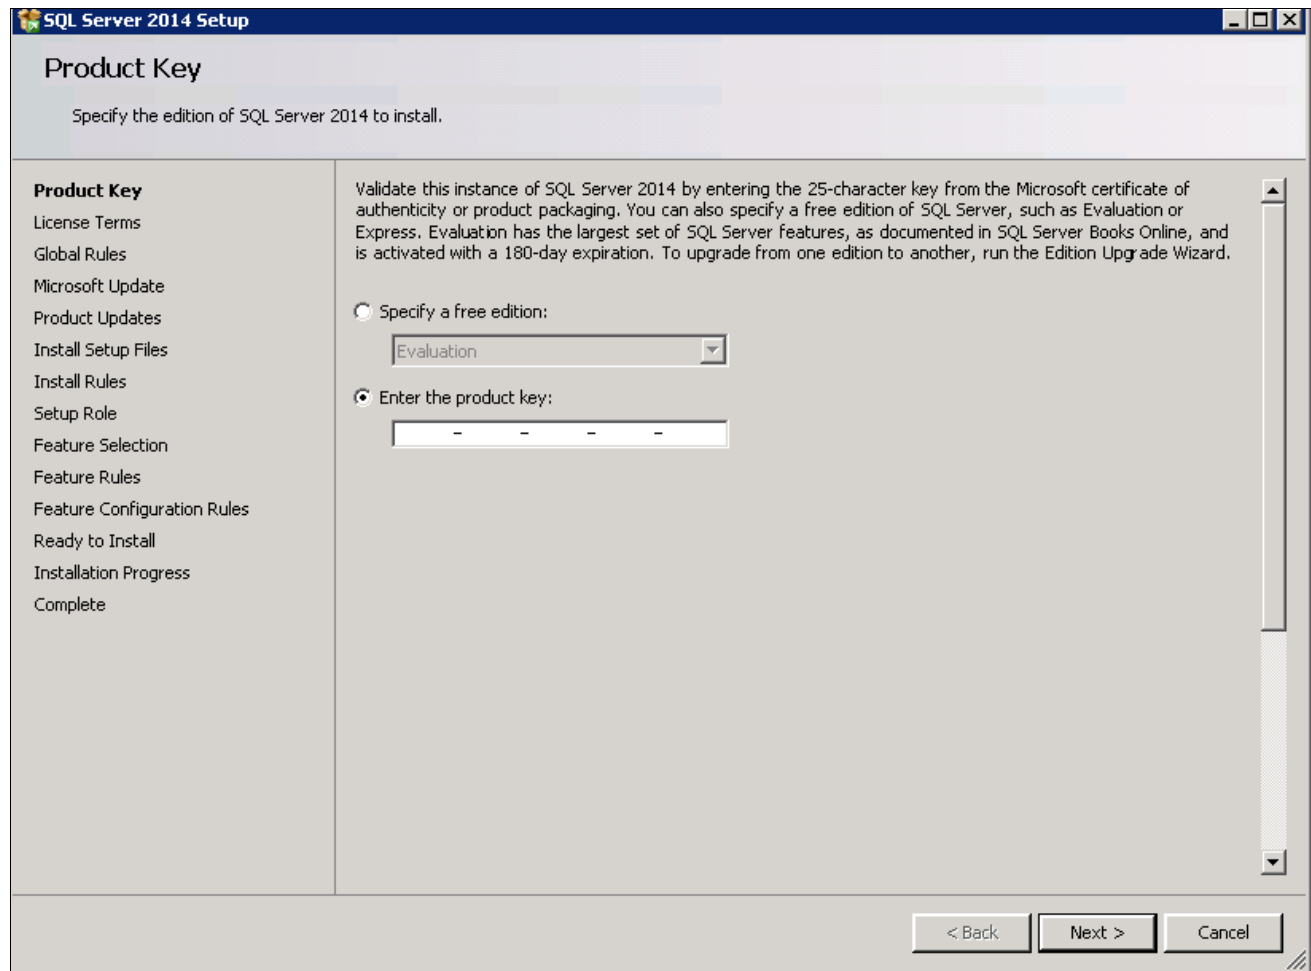 SQL Server 2014 Setup
Product Key
Specify the edition of SQL Server 2014 to install.
Product Key
License Terms
Global Rules
Microsoft Update
Product Updates
Install Setup Files
Install Rules
Setup Role
Feature Selection
Feature Rules
Feature Configuration Rules
Ready to Install
Installation Progress
Complete
Validate this instance of SQL Server 2014 by entering the 25-character key from the Microsoft certificate of
authenticity or product packaging. You can also specify a free edition of SQL Server, such as Evaluation or
Express. Evaluation has the largest set of SQL Server features, as documented in SQL Server Books Online, and
is activated with a 180-day expiration. To upgrade from one edition to another, run the Edition Upgrade Wizard.
Specify a free edition:
Evaluation
Enter the product key:
- - - -
< Back Next > Cancel